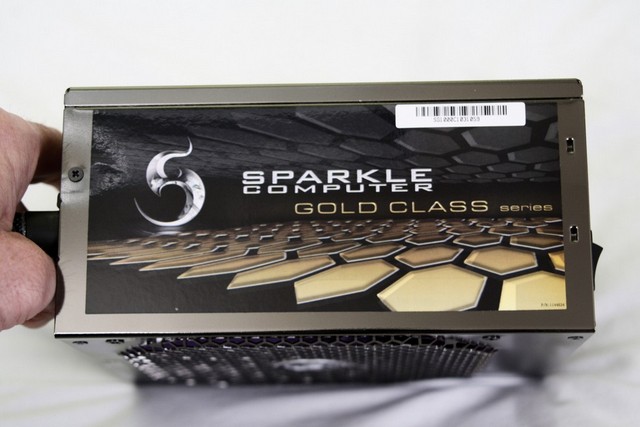 SPARKLE
COMPUTER
GOLD CLASS series